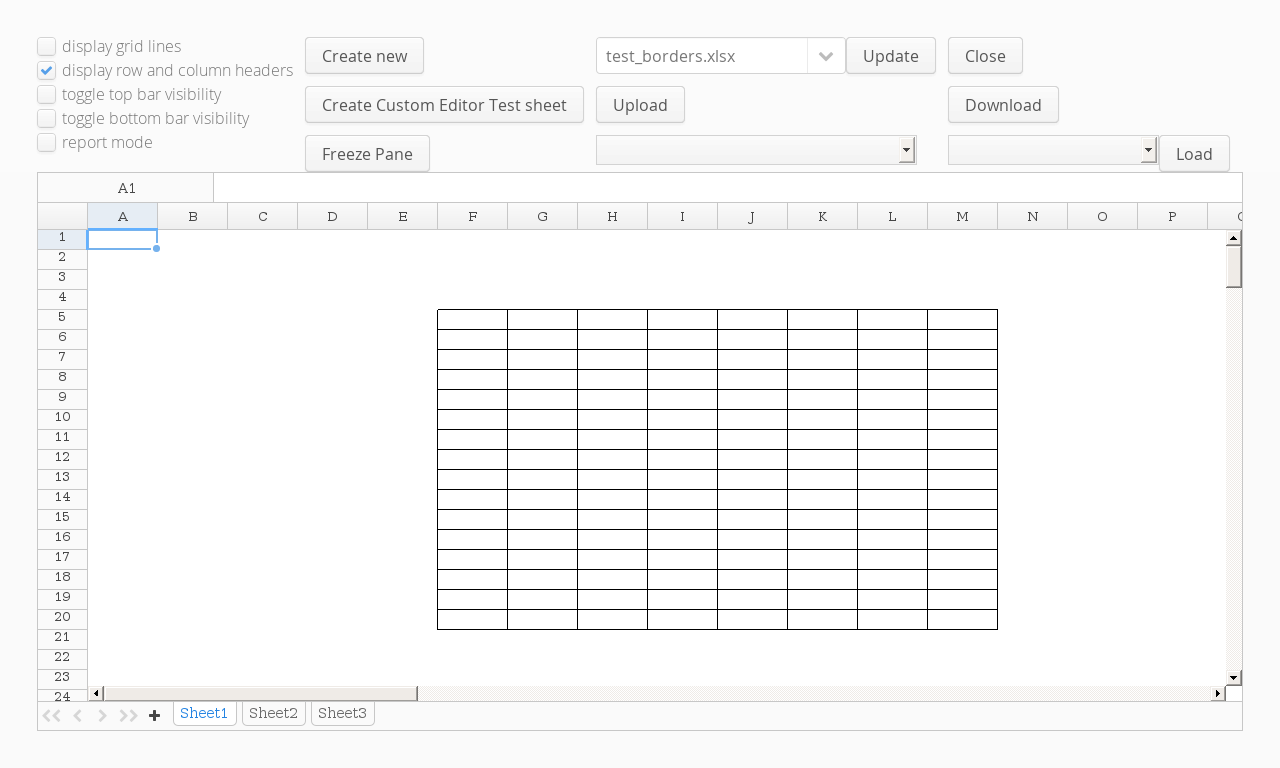 display grid lines
display row and column headers
toggle top bar visibility
toggle bottom bar visibility
report mode
Create new
test_borders.xlsx
Update
Close
Create Custom Editor Test sheet
Upload
Download
Freeze Pane
Load
A1
A B C D E F G H I J K L M N O P
1
2
3
4
5
6
7
8
9
10
11
12
13
14
15
16
17
18
19
20
21
22
23
24
Sheet1 Sheet2 Sheet3